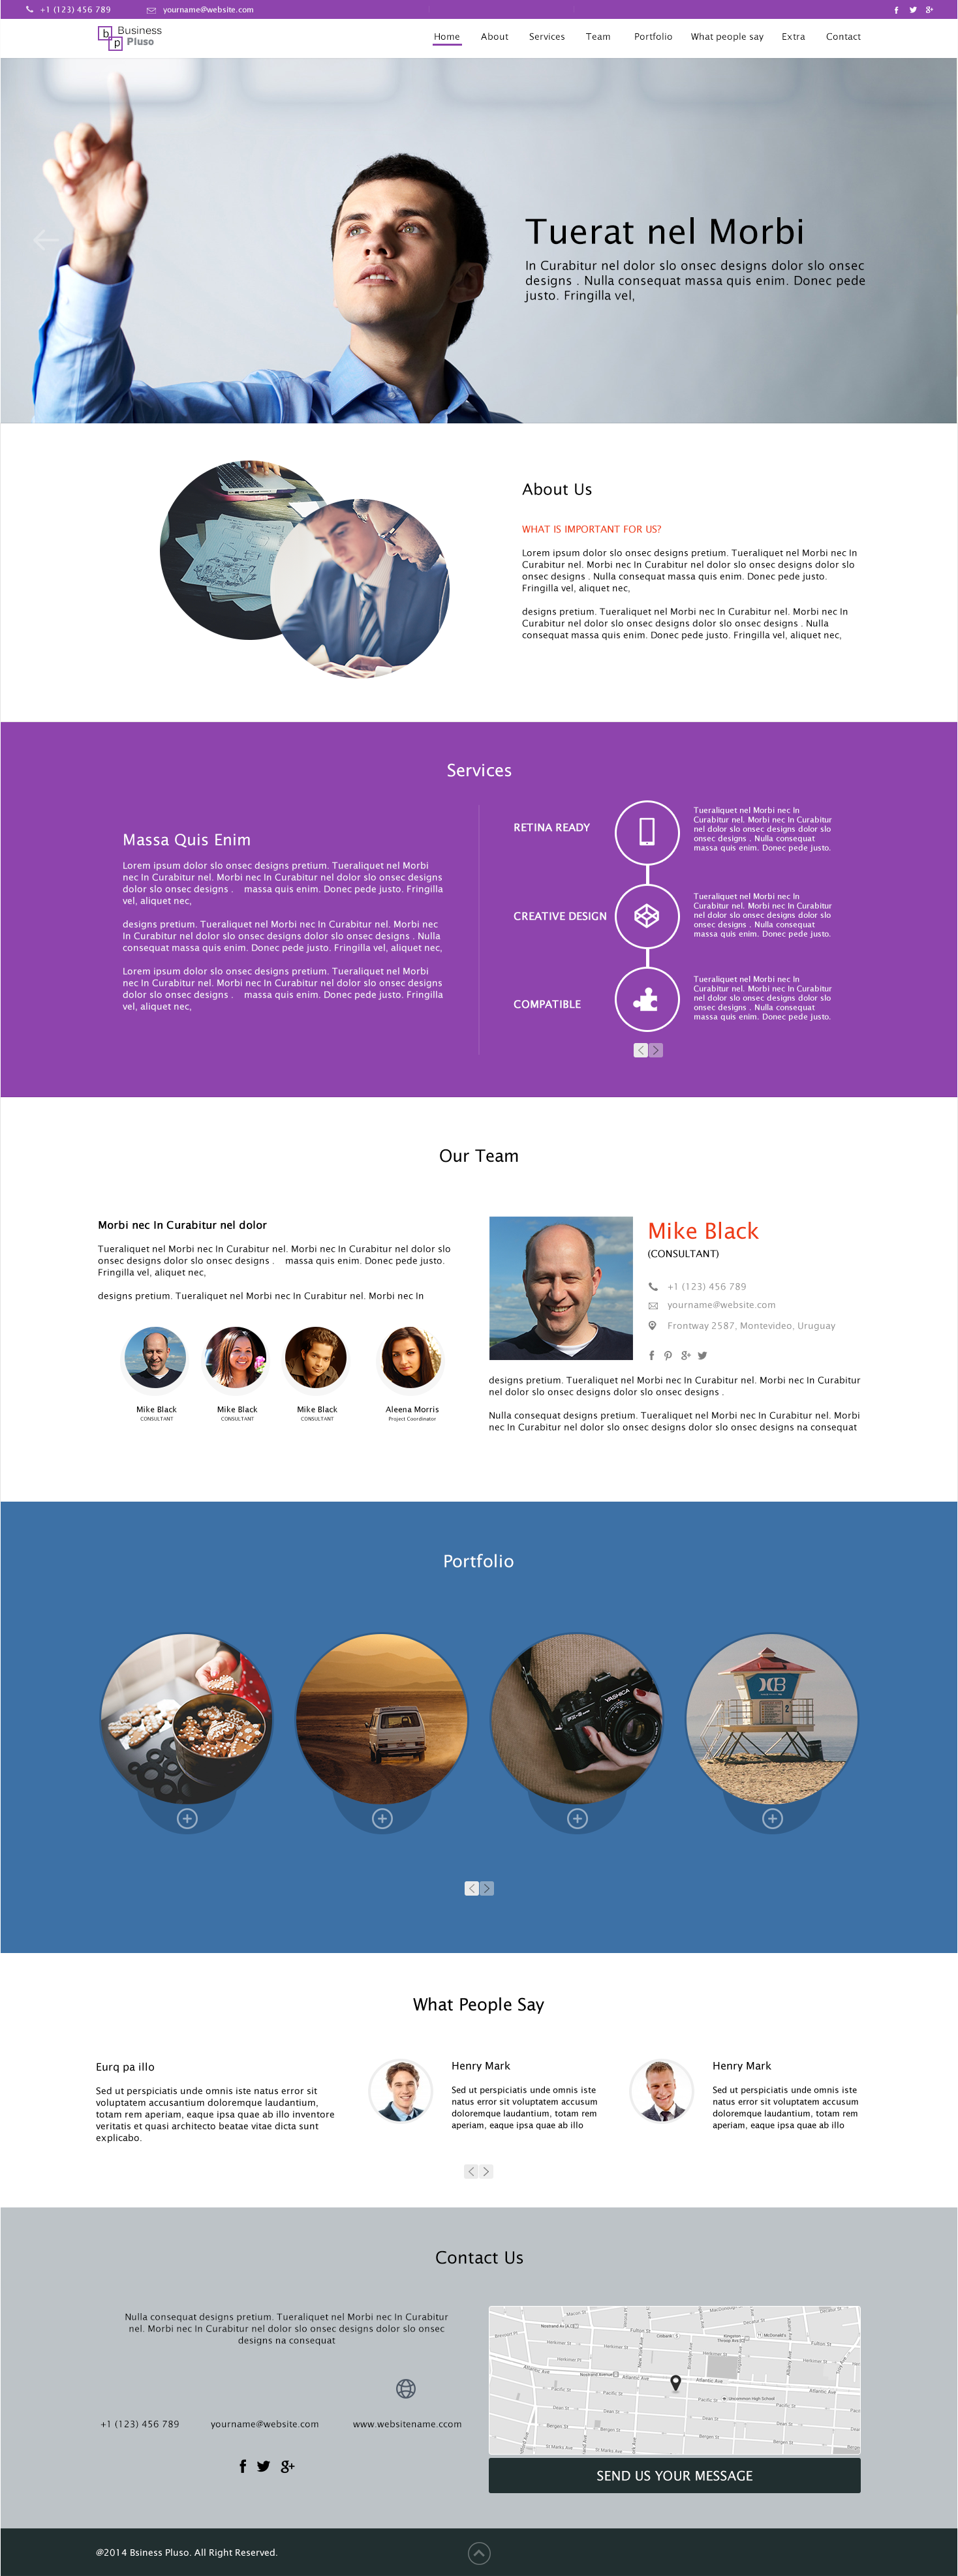 +1 (123) 456 789
yourname@website.com
f
g+
b
p
Business
Pluso
Home About Services Team Portfolio What people say Extra Contact
Tuerat nel Morbi
In Curabitur nel dolor slo onsec designs dolor slo onsec
designs . Nulla consequat massa quis enim. Donec pede
justo. Fringilla vel,
About Us
WHAT IS IMPORTANT FOR US?
Lorem ipsum dolor slo onsec designs pretium. Tueraliquet nel Morbi nec In
Curabitur nel. Morbi nec In Curabitur nel dolor slo onsec designs dolor slo
onsec designs . Nulla consequat massa quis enim. Donec pede justo.
Fringilla vel, aliquet nec,
designs pretium. Tueraliquet nel Morbi nec In Curabitur nel. Morbi nec In
Curabitur nel dolor slo onsec designs dolor slo onsec designs . Nulla
consequat massa quis enim. Donec pede justo. Fringilla vel, aliquet nec,
Services
Massa Quis Enim
Lorem ipsum dolor slo onsec designs pretium. Tueraliquet nel Morbi
nec In Curabitur nel. Morbi nec In Curabitur nel dolor slo onsec designs
dolor slo onsec designs . massa quis enim. Donec pede justo. Fringilla
vel, aliquet nec,
designs pretium. Tueraliquet nel Morbi nec In Curabitur nel. Morbi nec
In Curabitur nel dolor slo onsec designs dolor slo onsec designs . Nulla
consequat massa quis enim. Donec pede justo. Fringilla vel, aliquet nec,
Lorem ipsum dolor slo onsec designs pretium. Tueraliquet nel Morbi
nec In Curabitur nel. Morbi nec In Curabitur nel dolor slo onsec designs
dolor slo onsec designs . massa quis enim. Donec pede justo. Fringilla
vel, aliquet nec,
RETINA READY
Tueraliquet nel Morbi nec In
Curabitur nel. Morbi nec In Curabitur
nel dolor slo onsec designs dolor slo
onsec designs . Nulla consequat
massa quis enim. Donec pede justo.
CREATIVE DESIGN
Tueraliquet nel Morbi nec In
Curabitur nel. Morbi nec In Curabitur
nel dolor slo onsec designs dolor slo
onsec designs . Nulla consequat
massa quis enim. Donec pede justo.
COMPATIBLE
Tueraliquet nel Morbi nec In
Curabitur nel. Morbi nec In Curabitur
nel dolor slo onsec designs dolor slo
onsec designs . Nulla consequat
massa quis enim. Donec pede justo.
Our Team
Morbi nec In Curabitur nel dolor
Tueraliquet nel Morbi nec In Curabitur nel. Morbi nec In Curabitur nel dolor slo
onsec designs dolor slo onsec designs . massa quis enim. Donec pede justo.
Fringilla vel, aliquet nec,
designs pretium. Tueraliquet nel Morbi nec In Curabitur nel. Morbi nec In
Mike Black
CONSULTANT
Mike Black
CONSULTANT
Mike Black
CONSULTANT
Aleena Morris
Project Coordinator
Mike Black
(CONSULTANT)
+1 (123) 456 789
yourname@website.com
Frontway 2587, Montevideo, Uruguay
f
g+
designs pretium. Tueraliquet nel Morbi nec In Curabitur nel. Morbi nec In Curabitur
nel dolor slo onsec designs dolor slo onsec designs .
Nulla consequat designs pretium. Tueraliquet nel Morbi nec In Curabitur nel. Morbi
nec In Curabitur nel dolor slo onsec designs dolor slo onsec designs na consequat
Portfolio
YASHICA
2
What People Say
Eurq pa illo
Sed ut perspiciatis unde omnis iste natus error sit
voluptatem accusantium doloremque laudantium,
totam rem aperiam, eaque ipsa quae ab illo inventore
veritatis et quasi architecto beatae vitae dicta sunt
explicabo.
Henry Mark
Sed ut perspiciatis unde omnis iste
natus error sit voluptatem accusum
doloremque laudantium, totam rem
aperiam, eaque ipsa quae ab illo
Henry Mark
Sed ut perspiciatis unde omnis iste
natus error sit voluptatem accusum
doloremque laudantium, totam rem
aperiam, eaque ipsa quae ab illo
Contact Us
Nulla consequat designs pretium. Tueraliquet nel Morbi nec In Curabitur
nel. Morbi nec In Curabitur nel dolor slo onsec designs dolor slo onsec
designs na consequat
+1 (123) 456 789
yourname@website.com
www.websitename.ccom
f
g+
Fulton St
Herkimer St
Atlantic Ave
Pacific St
Dean St
Bergen St
St Marks Ave
Uncommon High School
McDonald's
SEND US YOUR MESSAGE
@2014 Bsiness Pluso. All Right Reserved.